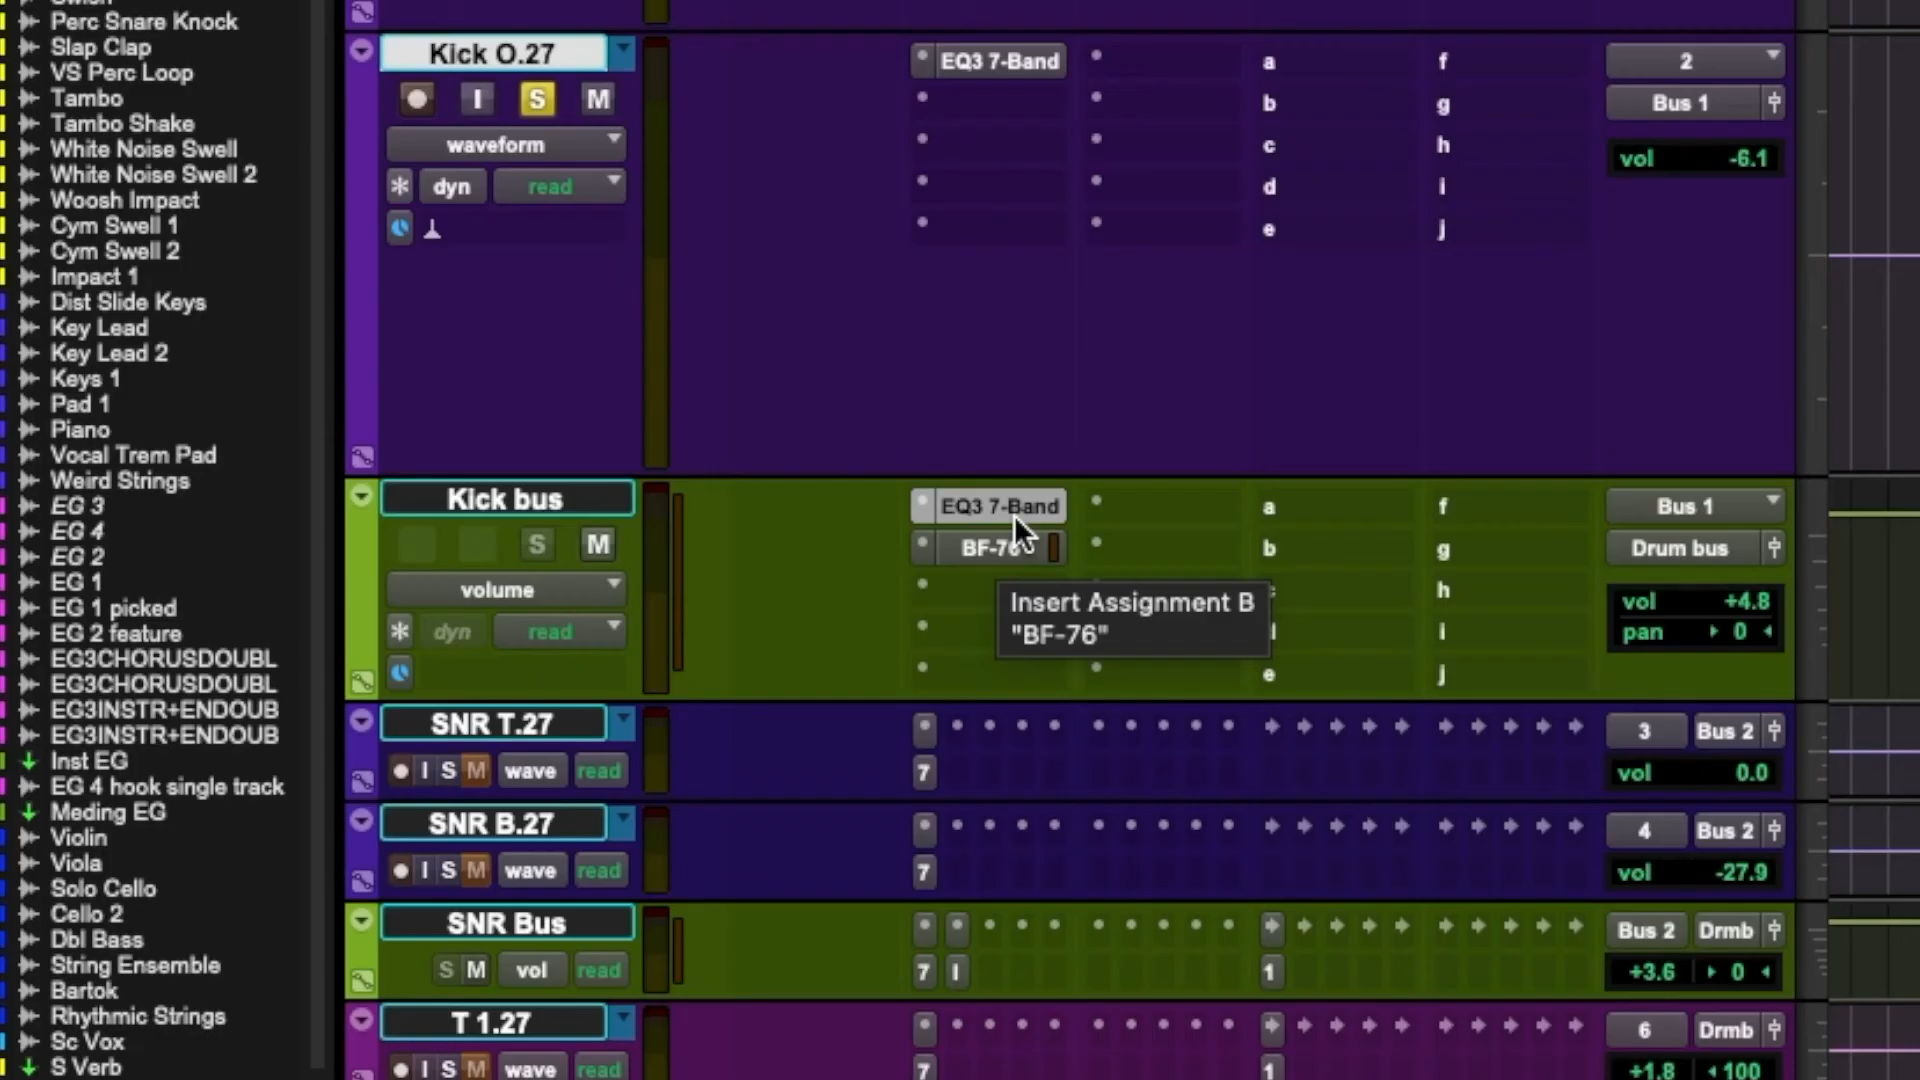 Perc Snare Knock
Slap Clap
VS Perc Loop
Tambo
Tambo Shake
White Noise Swell
White Noise Swell 2
Woosh Impact
Cym Swell 1
Cym Swell 2
Impact 1
Dist Slide Keys
Key Lead
Key Lead 2
Keys 1
Pad 1
Piano
Vocal Trem Pad
Weird Strings
EG 3
EG 4
EG 2
EG 1
EG 1 picked
EG 2 feature
EG3CHORUSDOUBL
EG3CHORUSDOUBL
EG3INSTR+ENDOUB
EG3INSTR+ENDOUB
Inst EG
EG 4 hook single track
Meding EG
Violin
Viola
Solo Cello
Cello 2
Dbl Bass
String Ensemble
Bartok
Rhythmic Strings
Sc Vox
S Verb
Kick O.27
EQ3 7-Band
a
f
2
I S M
b
g
Bus 1
waveform
c
h
vol -6.1
dyn read
d
i
e
j
Kick bus
EQ3 7-Band
a
f
Bus 1
S M
BF-76
b
g
Drum bus
volume
h
vol +4.8
Insert Assignment B
"BF-76"
dyn read
i
pan 0
e
j
SNR T.27
3 Bus 2
I S M wave read
7
vol 0.0
SNR B.27
4 Bus 2
I S M wave read
7
vol -27.9
SNR Bus
Bus 2 Drmb
S M vol read
7 I
1
+3.6 0
T 1.27
6 Drmb
I S M wave read
7
1
+1.8 100